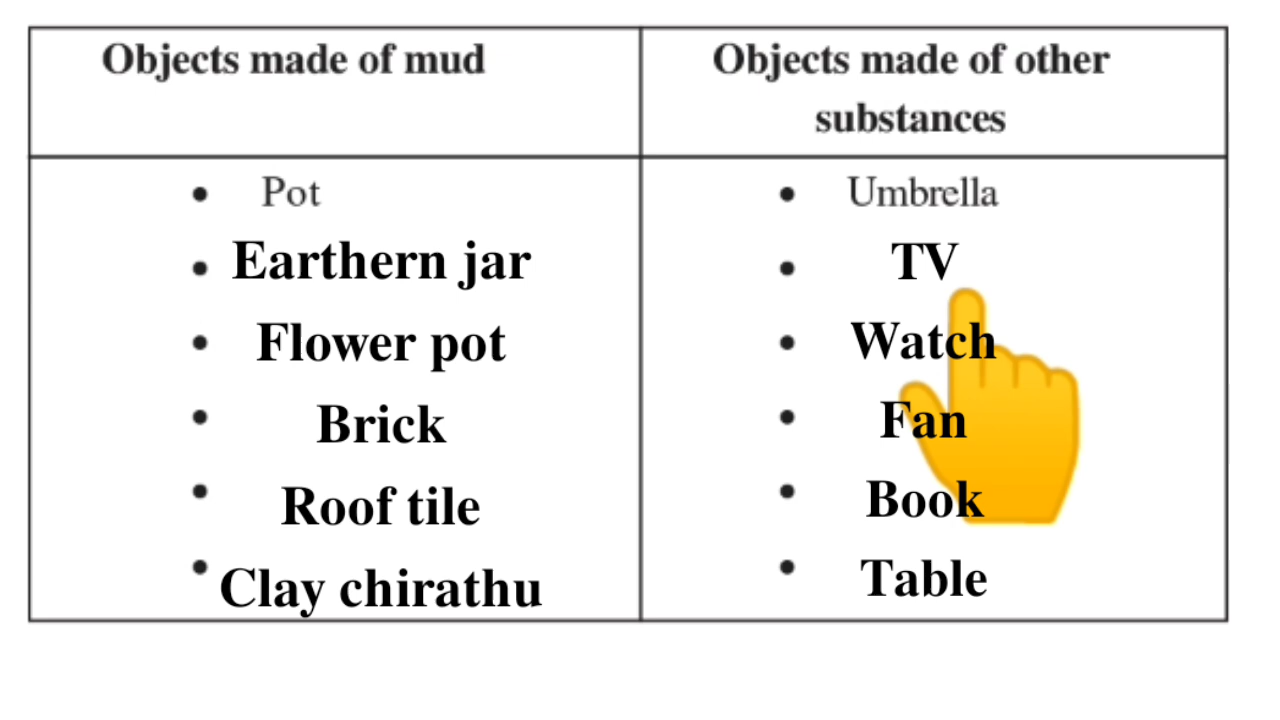 Objects made of mud
Objects made of other
substances
• Pot
• Earthern jar
• Flower pot
• Brick
• Roof tile
• Clay chirathu
• Umbrella
• TV
• Watch
• Fan
• Book
• Table